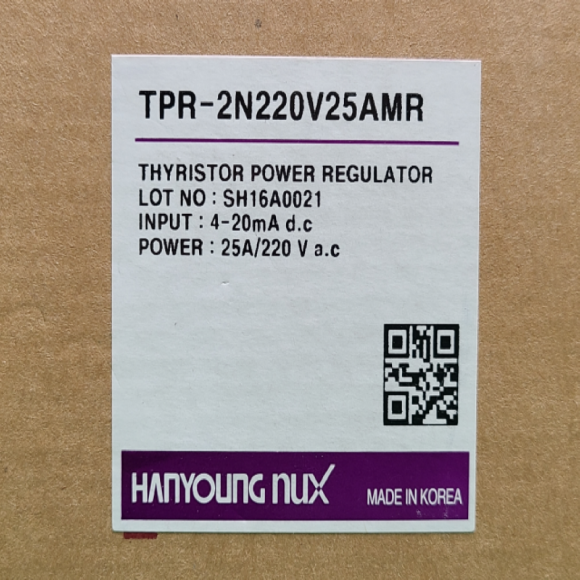 TPR-2N220V25AMR
THYRISTOR POWER REGULATOR
LOT NO : SH16A0021
INPUT : 4-20mA d.c
POWER : 25A/220 V a.c
HANYOUNG NUX
MADE IN KOREA